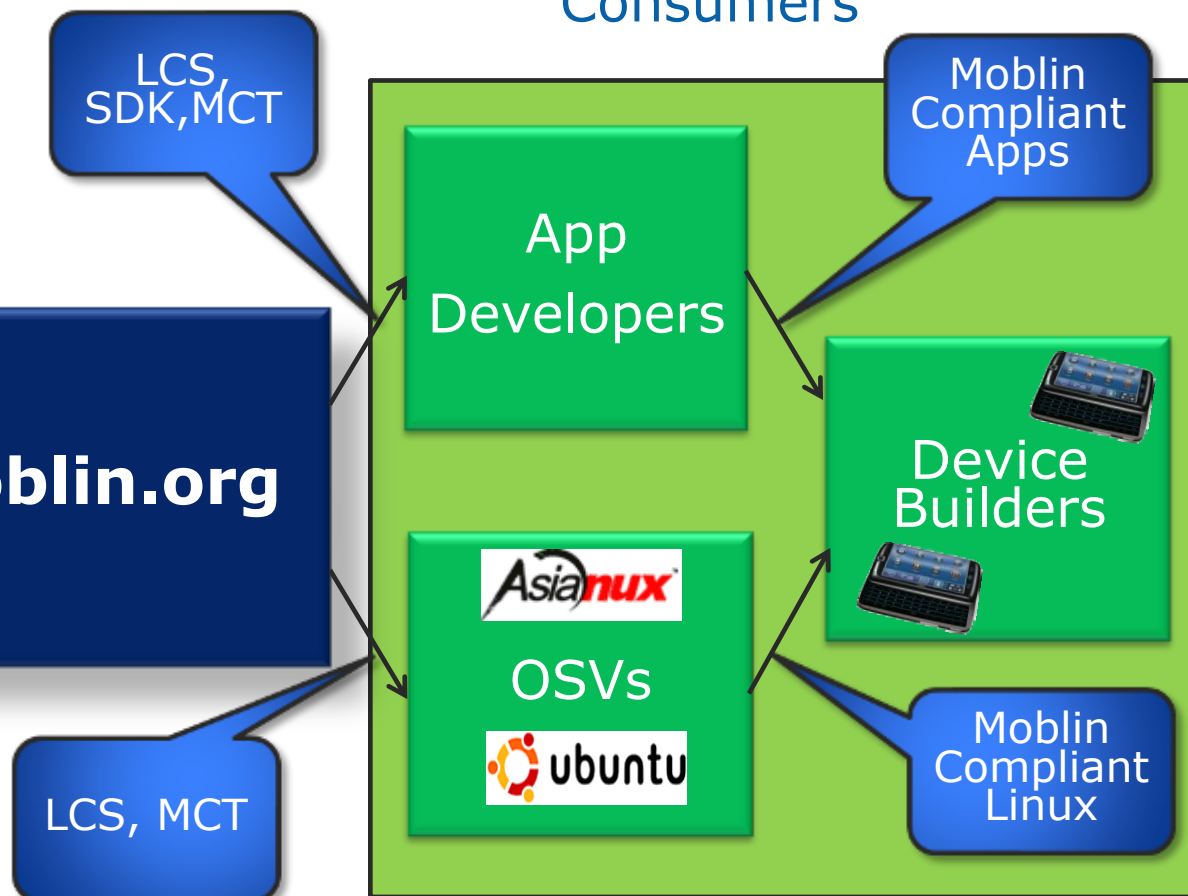 Consumers
LCS,
SDK,MCT
Moblin
Compliant
Apps
App
Developers
oblin.org
Device
Builders
Asianux
OSVs
ubuntu
LCS, MCT
Moblin
Compliant
Linux